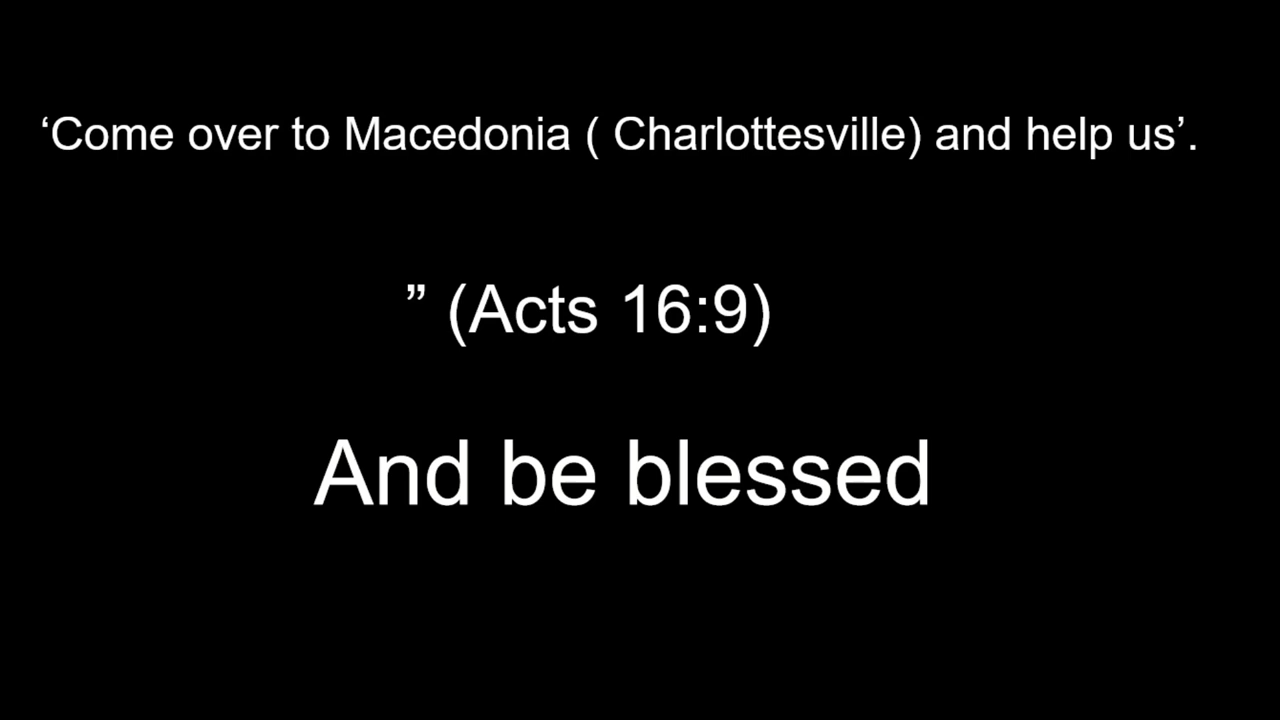 ‘Come over to Macedonia ( Charlottesville) and help us’.
” (Acts 16:9)
And be blessed